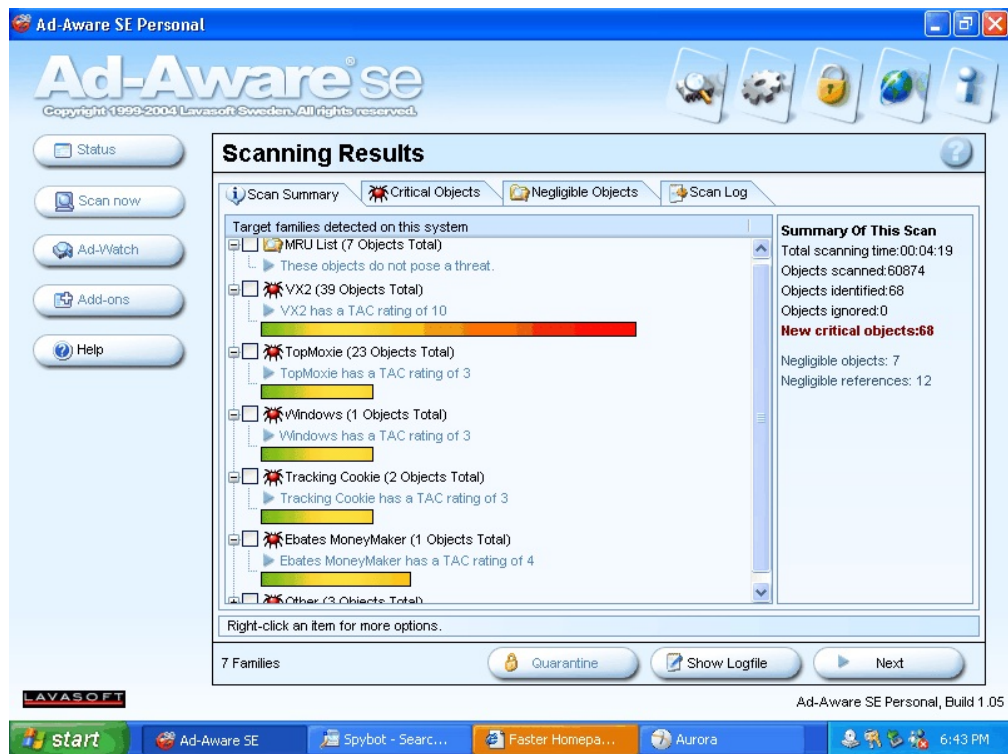 Ad-Aware SE Personal
Ad-Aware® se
Copyright 1999-2004 Lavasoft Sweden. All rights reserved.
Status
Scan now
Ad-Watch
Add-ons
Help
Scanning Results
Scan Summary
Critical Objects
Negligible Objects
Scan Log
Target families detected on this system
MRU List (7 Objects Total)
These objects do not pose a threat.
VX2 (39 Objects Total)
VX2 has a TAC rating of 10
TopMoxie (23 Objects Total)
TopMoxie has a TAC rating of 3
Windows (1 Objects Total)
Windows has a TAC rating of 3
Tracking Cookie (2 Objects Total)
Tracking Cookie has a TAC rating of 3
Ebates MoneyMaker (1 Objects Total)
Ebates MoneyMaker has a TAC rating of 4
Other (3 Objects Total)
Summary Of This Scan
Total scanning time:00:04:19
Objects scanned:60874
Objects identified:68
Objects ignored:0
New critical objects:68
Negligible objects: 7
Negligible references: 12
Right-click an item for more options.
7 Families
Quarantine
Show Logfile
Next
LAVASOFT
Ad-Aware SE Personal, Build 1.05
start
Ad-Aware SE
Spybot - Searc...
Faster Homepa...
Aurora
6:43 PM